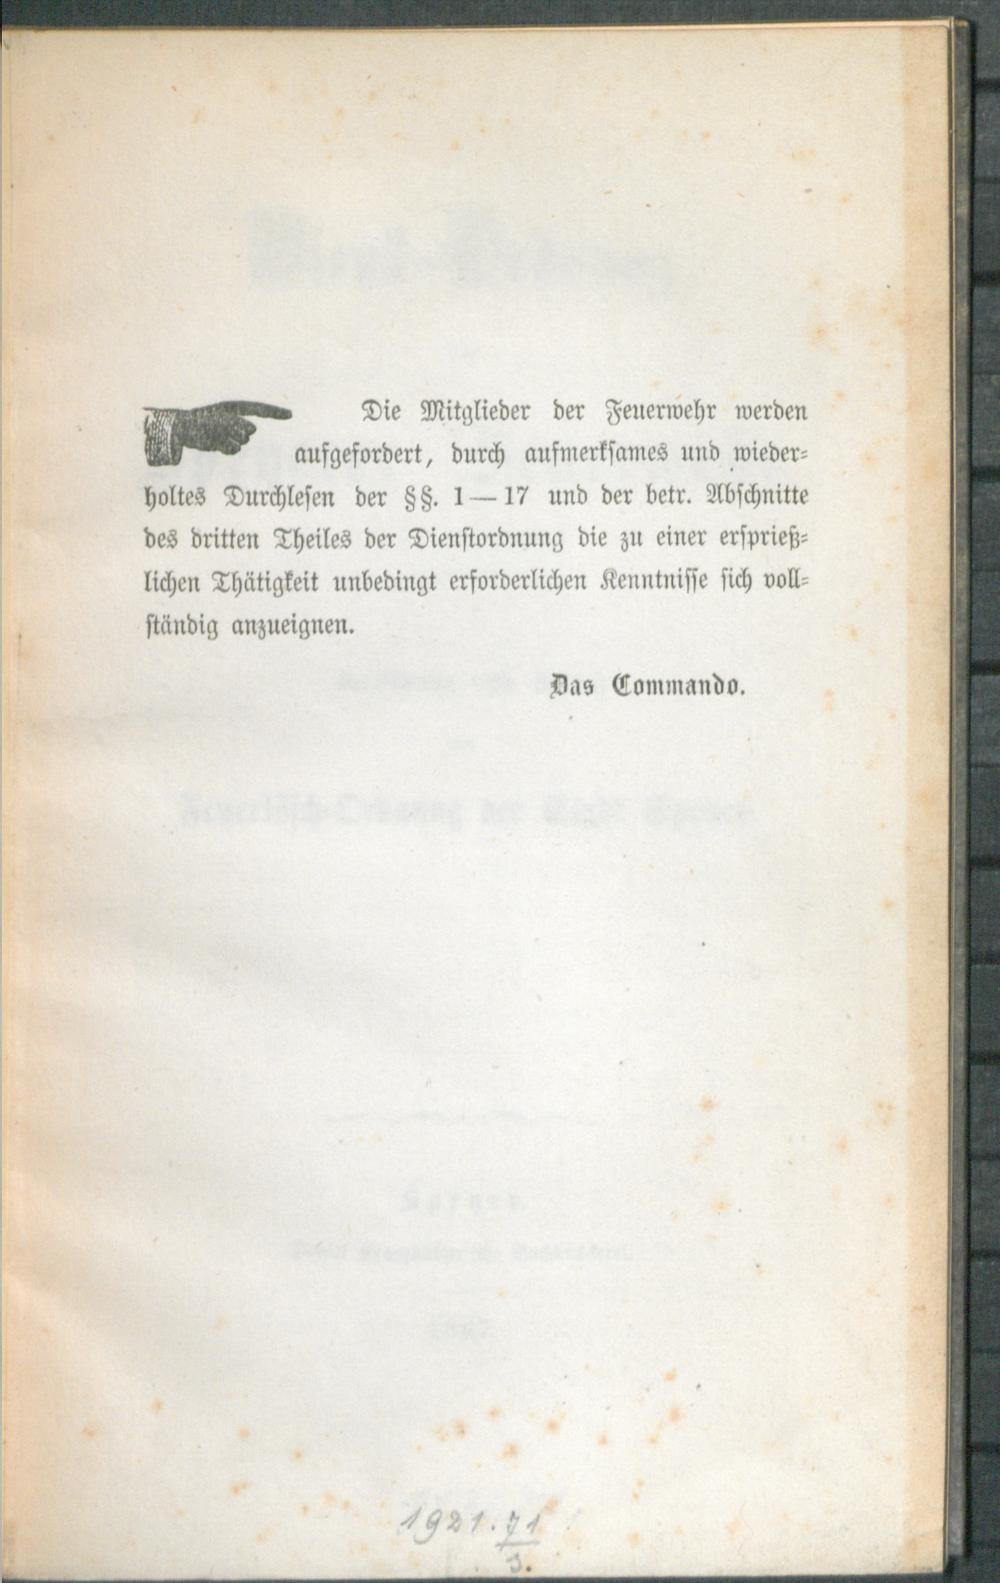 Die Mitglieder der Feuerwehr werden
aufgefordert, durch aufmerksames und wieder-
holtes Durchlesen der §§. 1—17 und der betr. Abschnitte
des dritten Theiles der Dienstordnung die zu einer ersprieß-
lichen Thätigkeit unbedingt erforderlichen Kenntnisse sich voll-
ständig anzueignen.
Das Commando.
1921. 71
3.